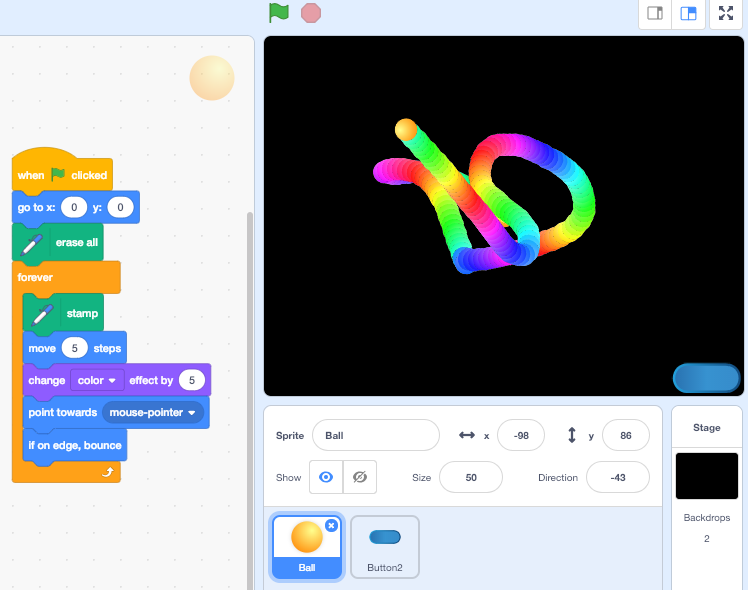 when clicked
go to x: 0 y: 0
erase all
forever
stamp
move 5 steps
change color effect by 5
point towards mouse-pointer
if on edge, bounce
Sprite Ball x -98 y 86
Show Size 50 Direction -43
Ball
Button2
Stage
Backdrops
2